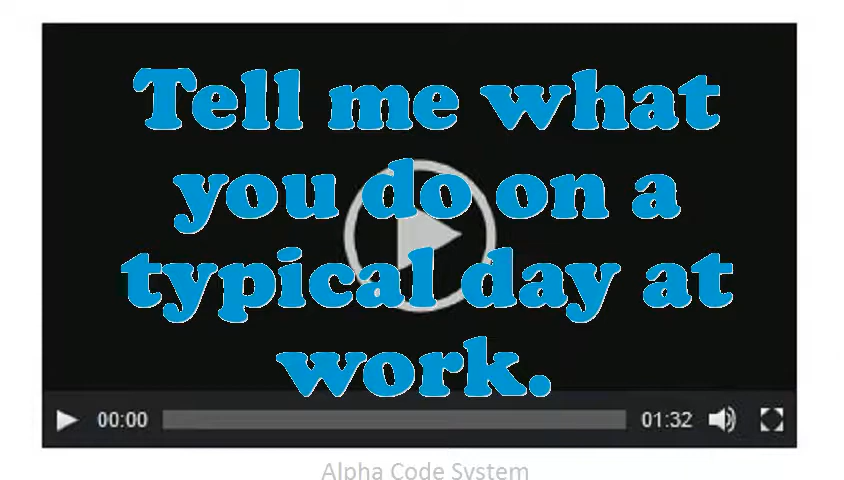 Tell me what
you do on a
typical day at
work.
00:00 01:32
Alpha Code System